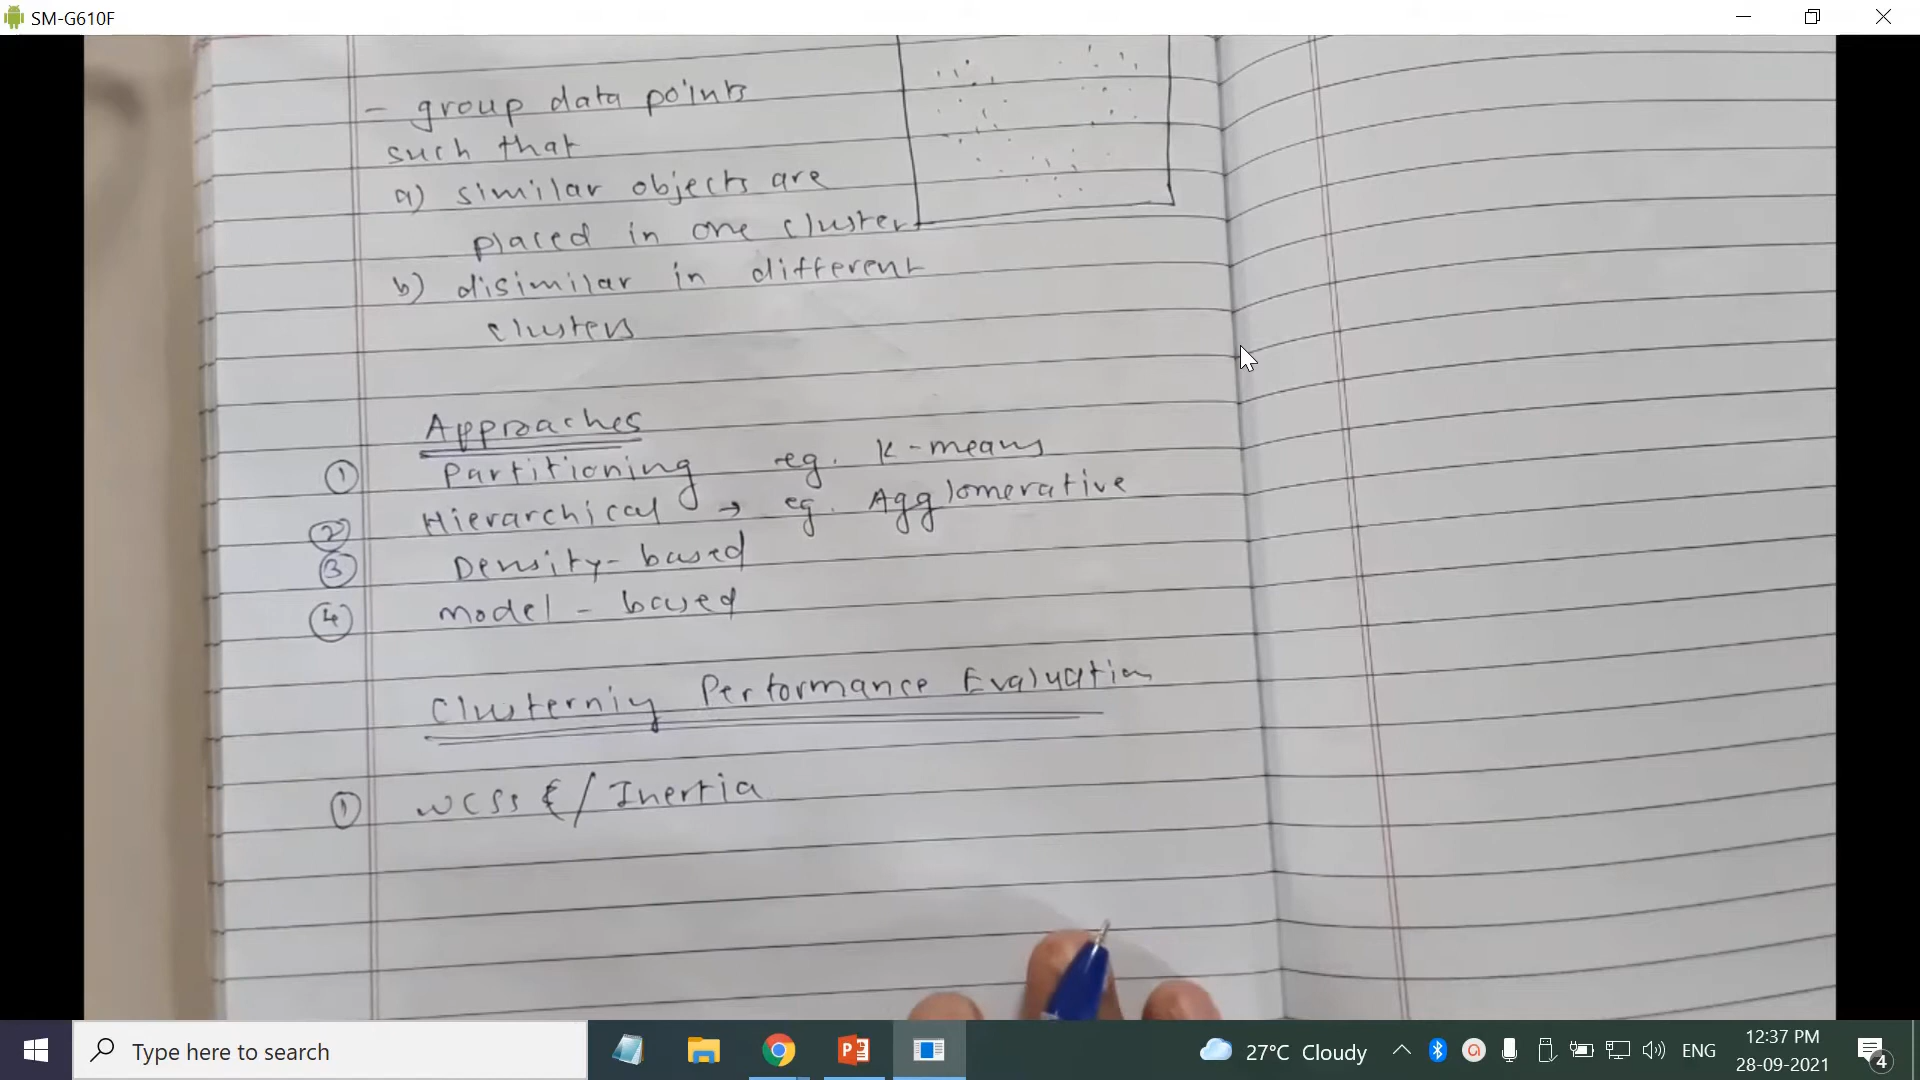 SM-G610F
- group data points
such that
a) similar objects are
placed in one cluster
b) disimilar in different
clusters
Approaches
① Partitioning eg. K-means
② Hierarchical → eg. Agglomerative
③ Density-based
④ model-based
Clustering Performance Evaluation
① WCSS / Inertia
Type here to search
27°C Cloudy
ENG
12:37 PM
28-09-2021
4